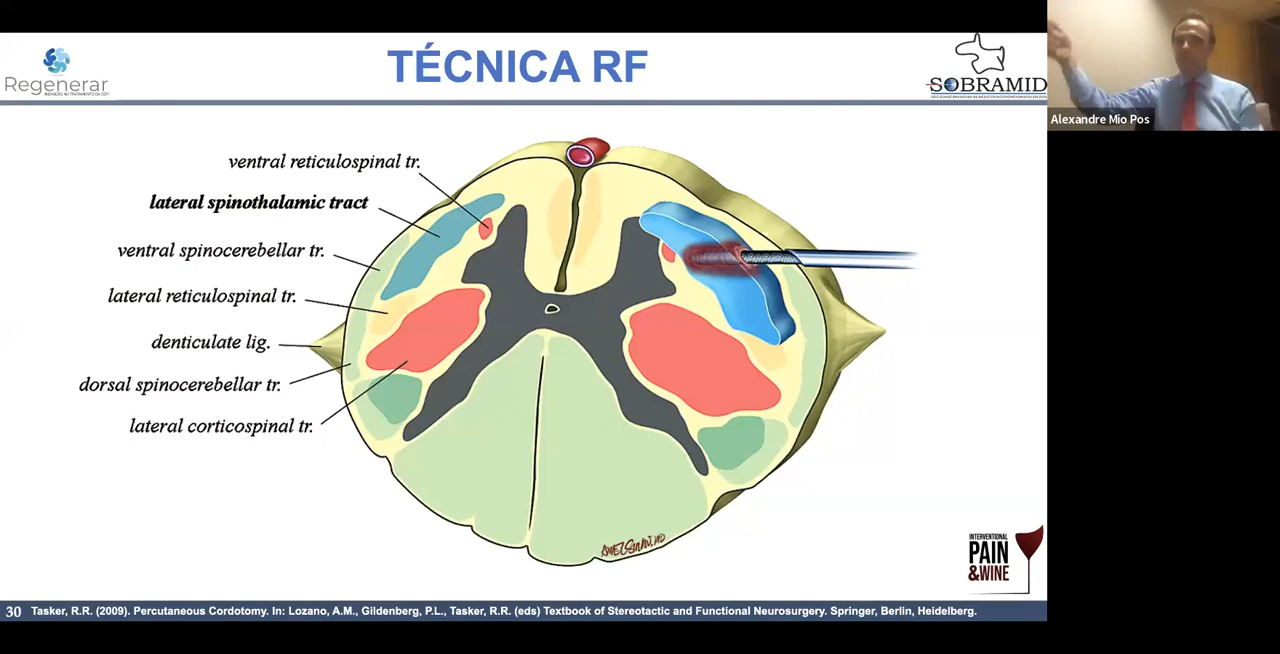 TÉCNICA RF
Regenerar
SOBRAMID
Alexandre Mio Pos
ventral reticulospinal tr.
lateral spinothalamic tract
ventral spinocerebellar tr.
lateral reticulospinal tr.
denticulate lig.
dorsal spinocerebellar tr.
lateral corticospinal tr.
INTERVENTIONAL
PAIN
&WINE
30 Tasker, R.R. (2009). Percutaneous Cordotomy. In: Lozano, A.M., Gildenberg, P.L., Tasker, R.R. (eds) Textbook of Stereotactic and Functional Neurosurgery. Springer, Berlin, Heidelberg.